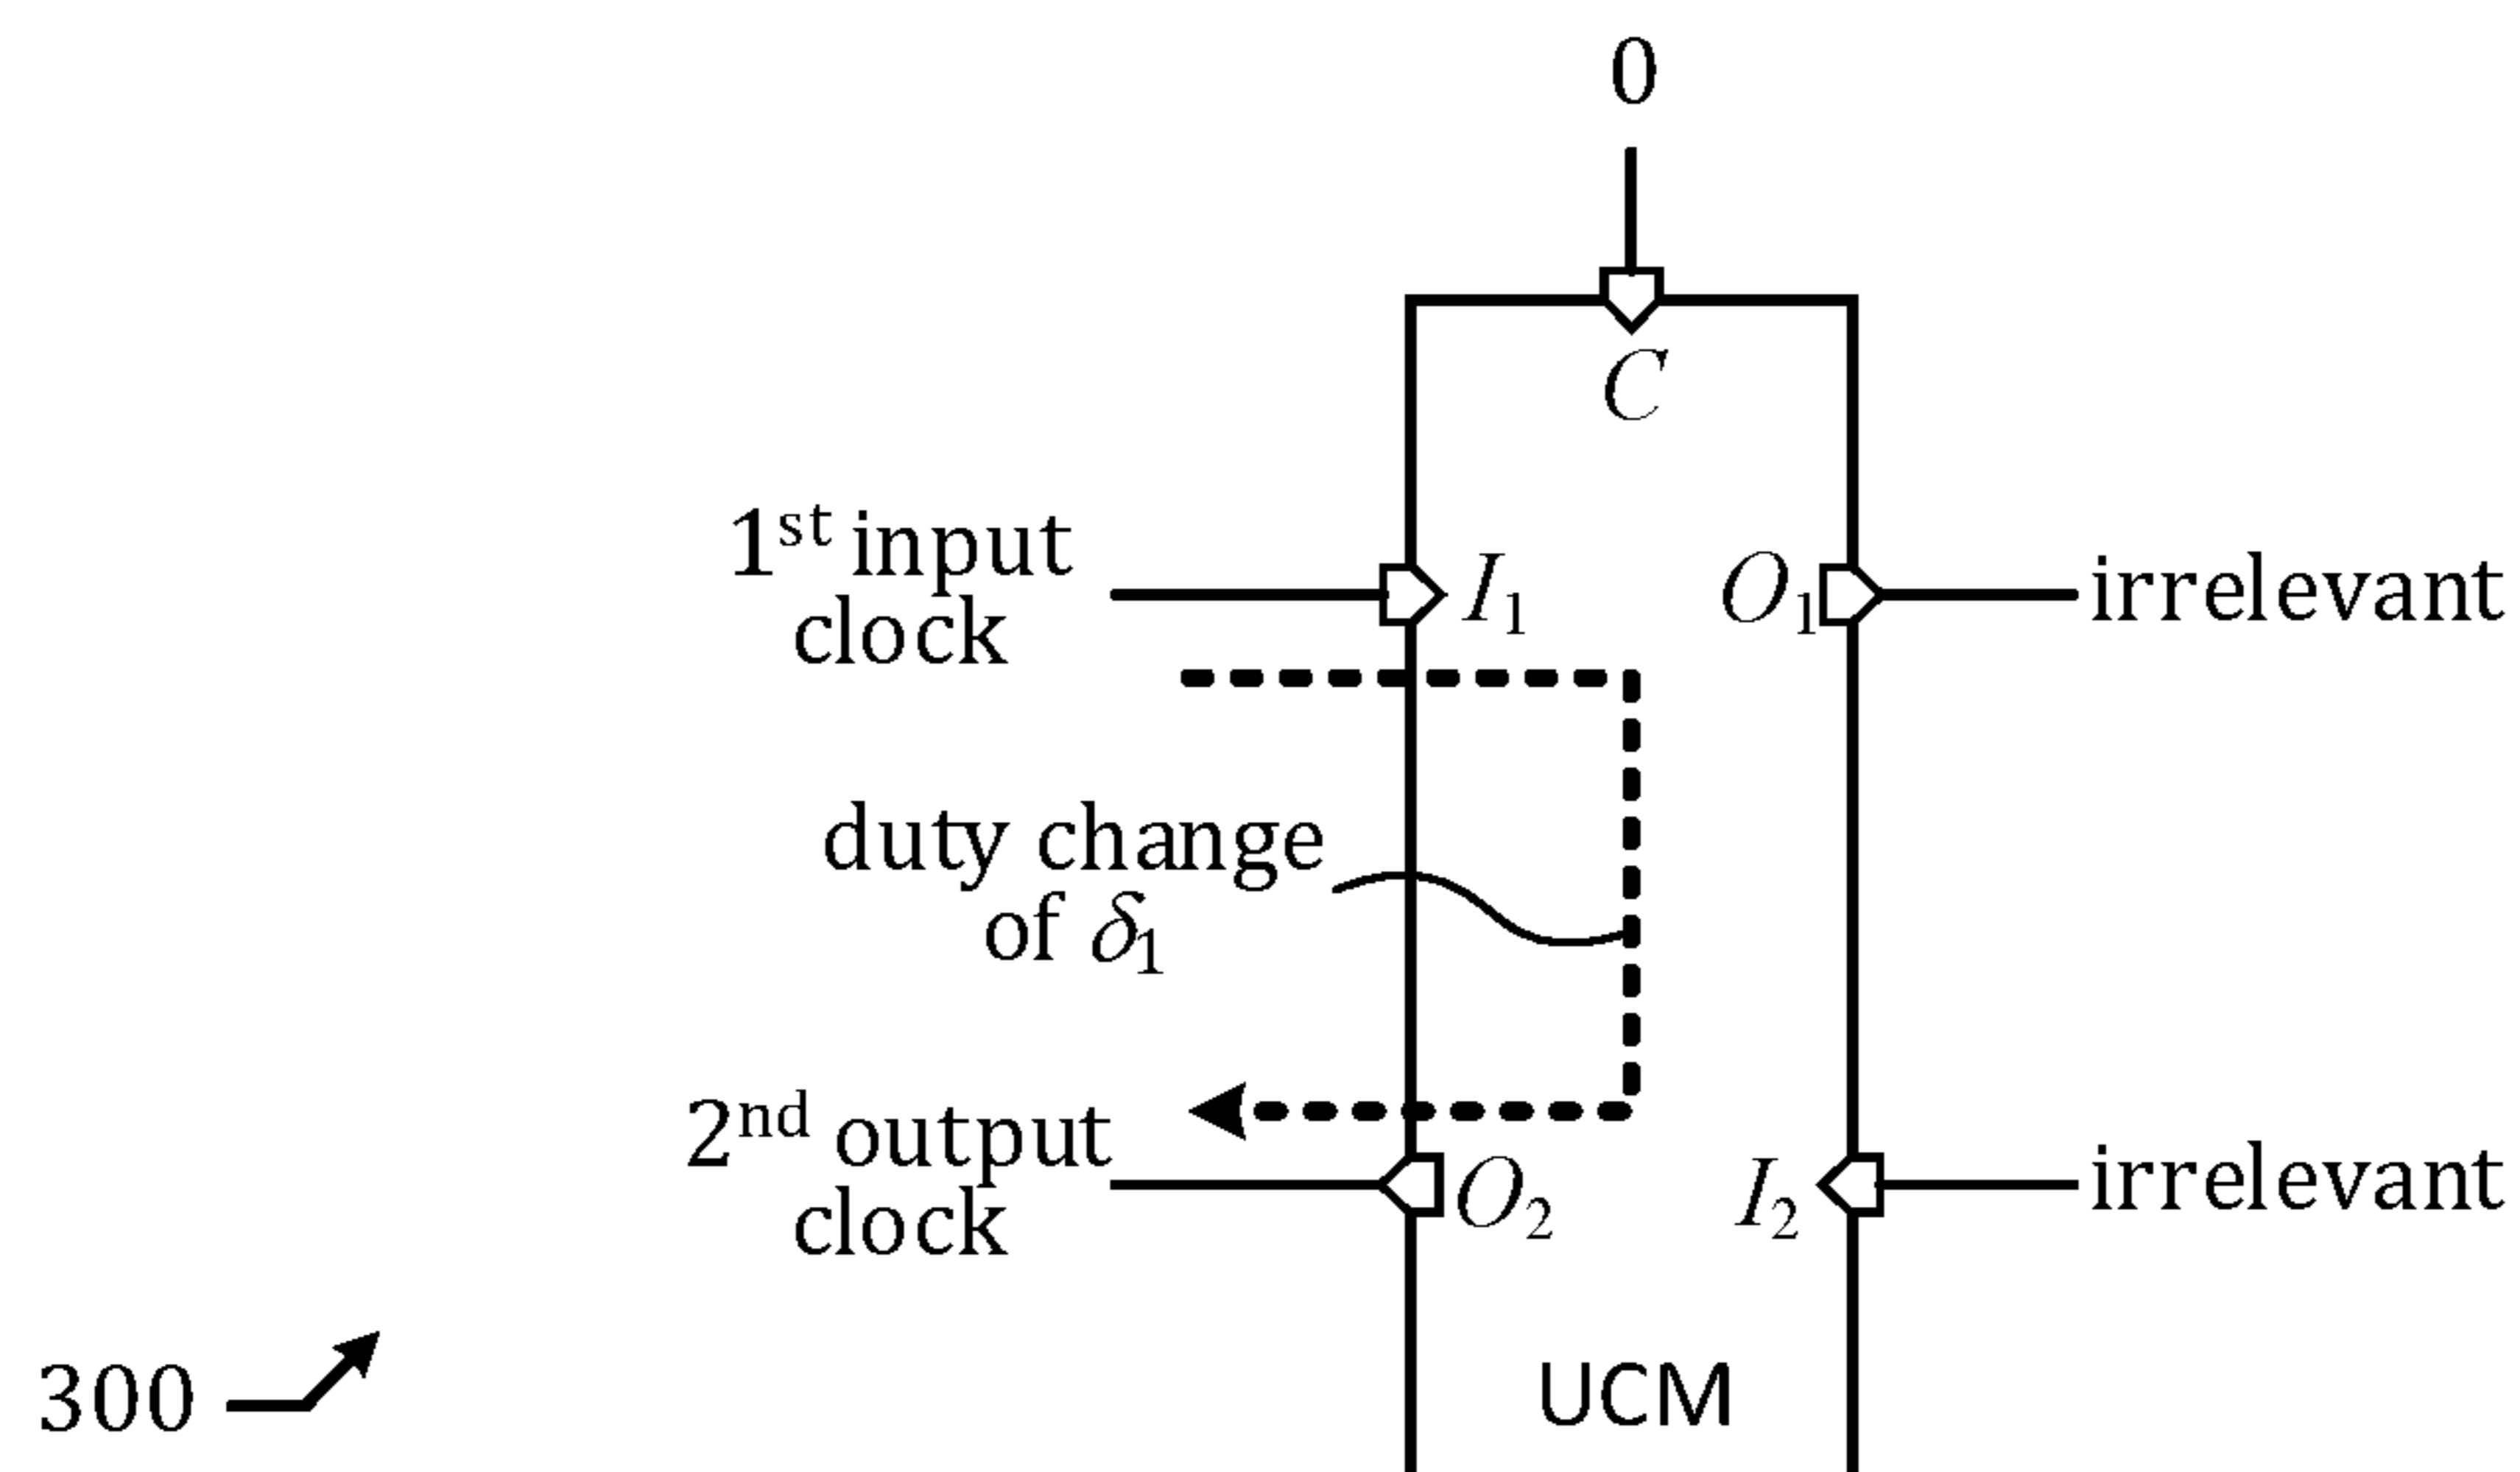 0
C
1st input
clock
I1
O1
irrelevant
duty change
of δ1
2nd output
clock
O2
I2
irrelevant
UCM
300